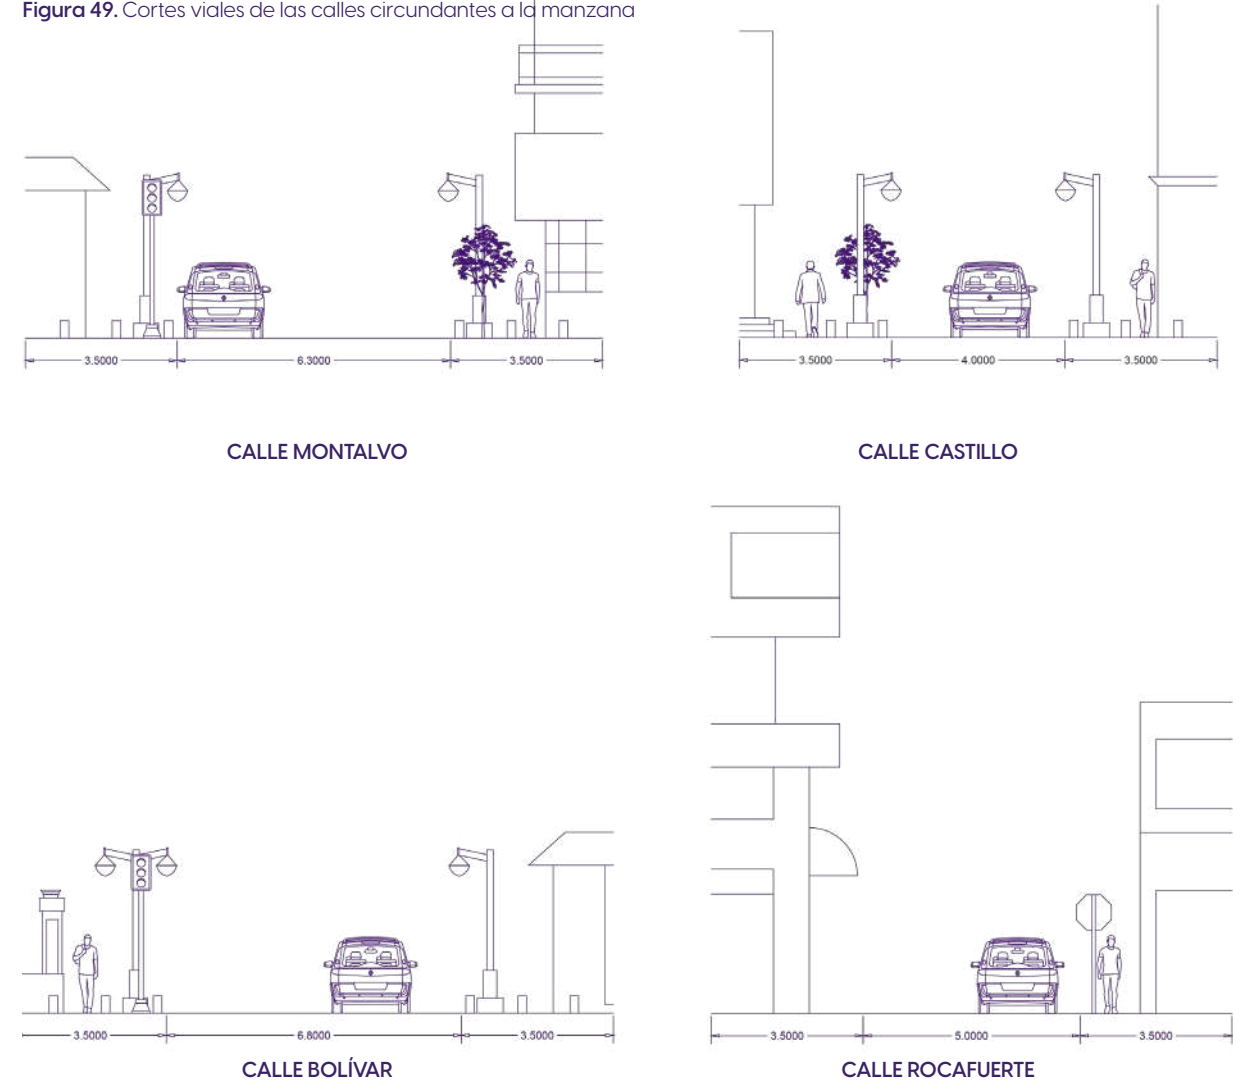 Figura 49. Cortes viales de las calles circundantes a la manzana
3.5000 6.3000 3.5000
3.5000 4.0000 3.5000
CALLE MONTALVO
CALLE CASTILLO
3.5000 6.8000 3.5000
3.5000 5.0000 3.5000
CALLE BOLÍVAR
CALLE ROCAFUERTE